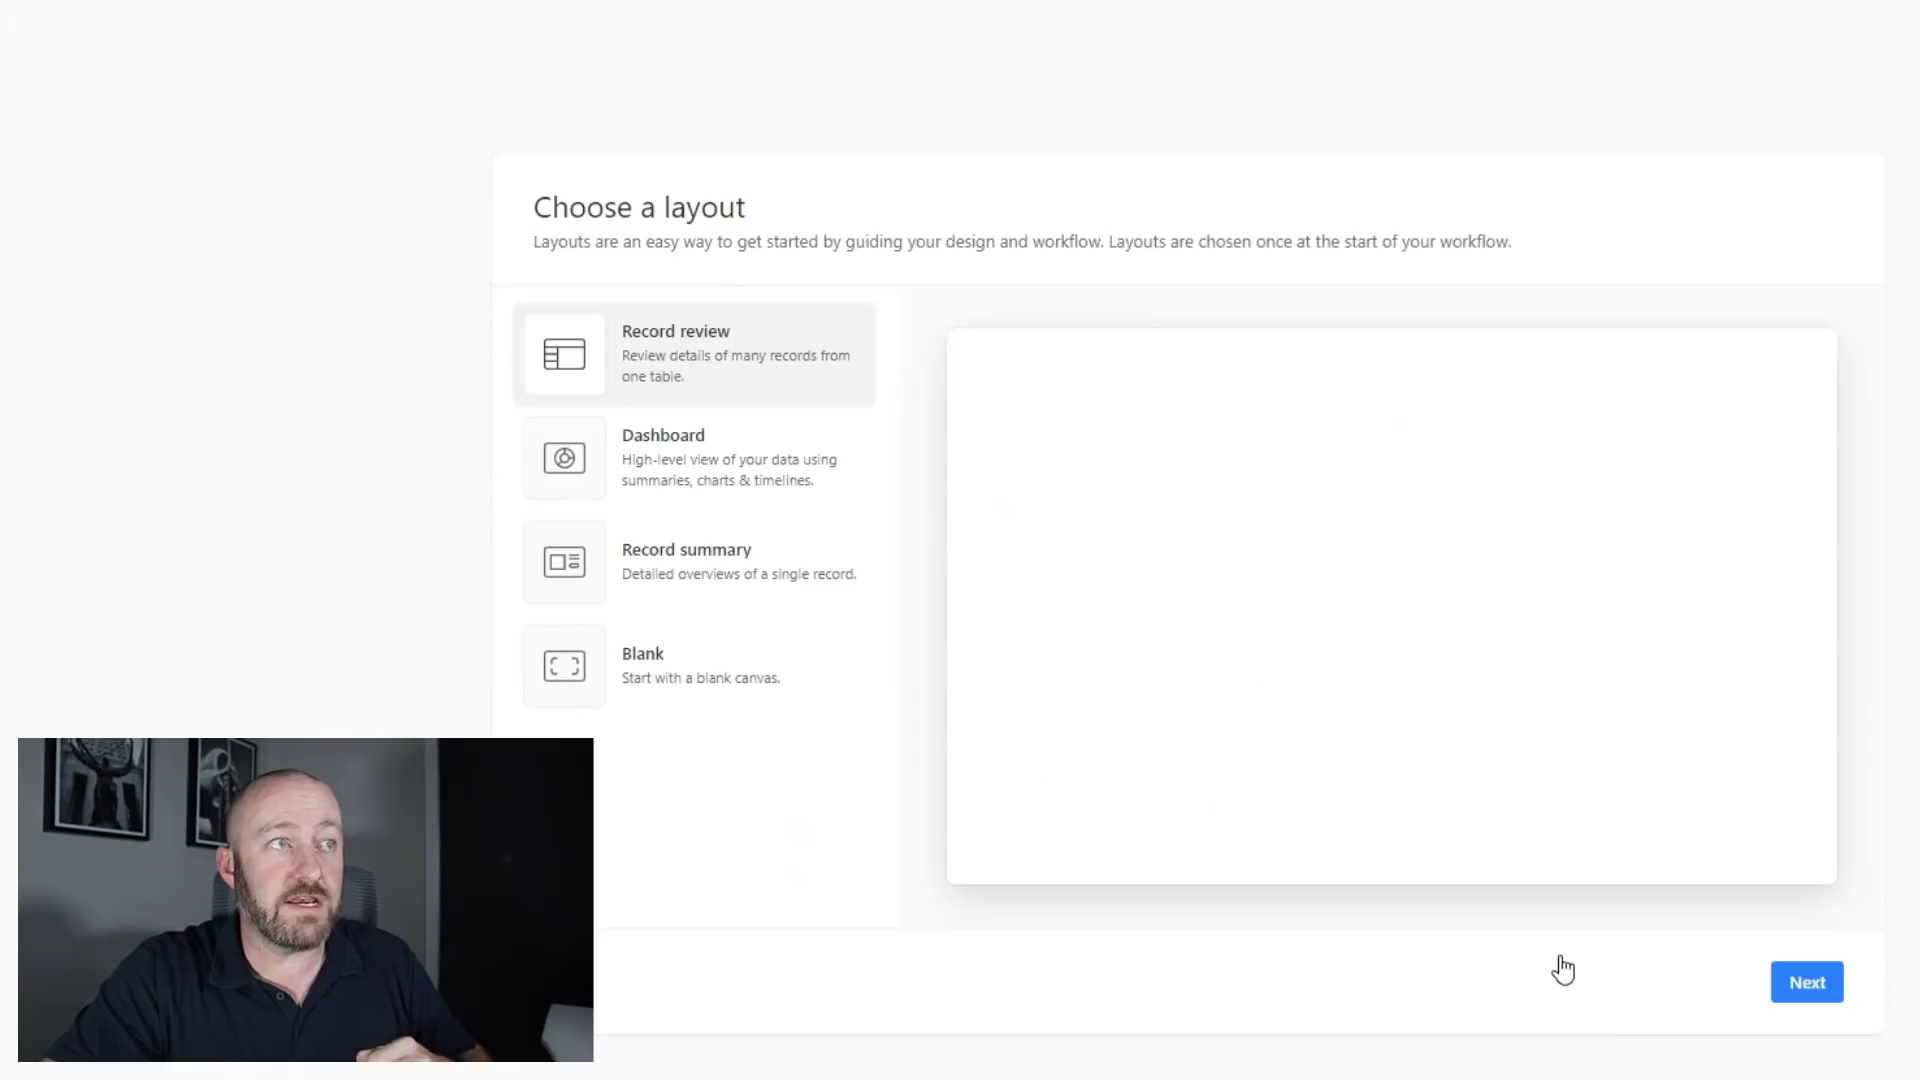 Choose a layout
Layouts are an easy way to get started by guiding your design and workflow. Layouts are chosen once at the start of your workflow.
Record review
Review details of many records from
one table.
Dashboard
High-level view of your data using
summaries, charts & timelines.
Record summary
Detailed overviews of a single record.
Blank
Start with a blank canvas.
Next